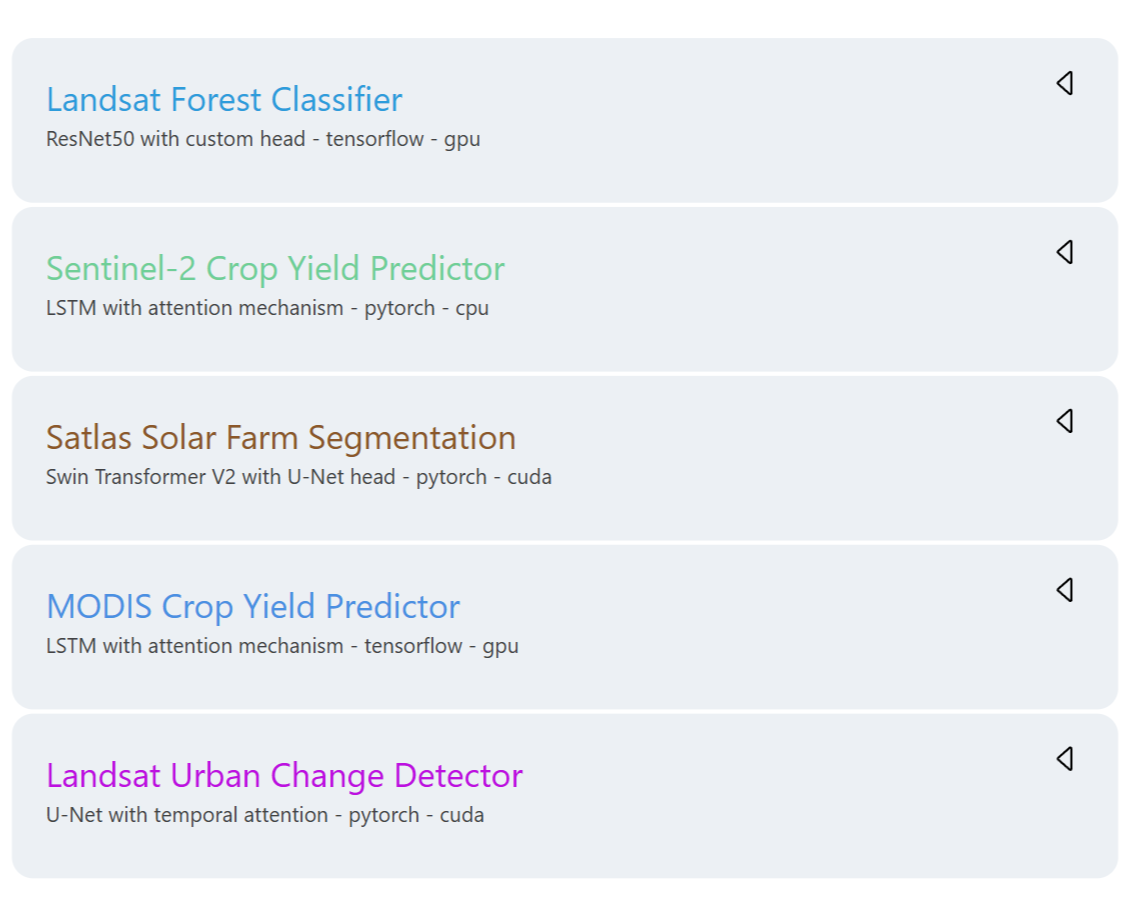 Landsat Forest Classifier
ResNet50 with custom head - tensorflow - gpu
Sentinel-2 Crop Yield Predictor
LSTM with attention mechanism - pytorch - cpu
Satlas Solar Farm Segmentation
Swin Transformer V2 with U-Net head - pytorch - cuda
MODIS Crop Yield Predictor
LSTM with attention mechanism - tensorflow - gpu
Landsat Urban Change Detector
U-Net with temporal attention - pytorch - cuda